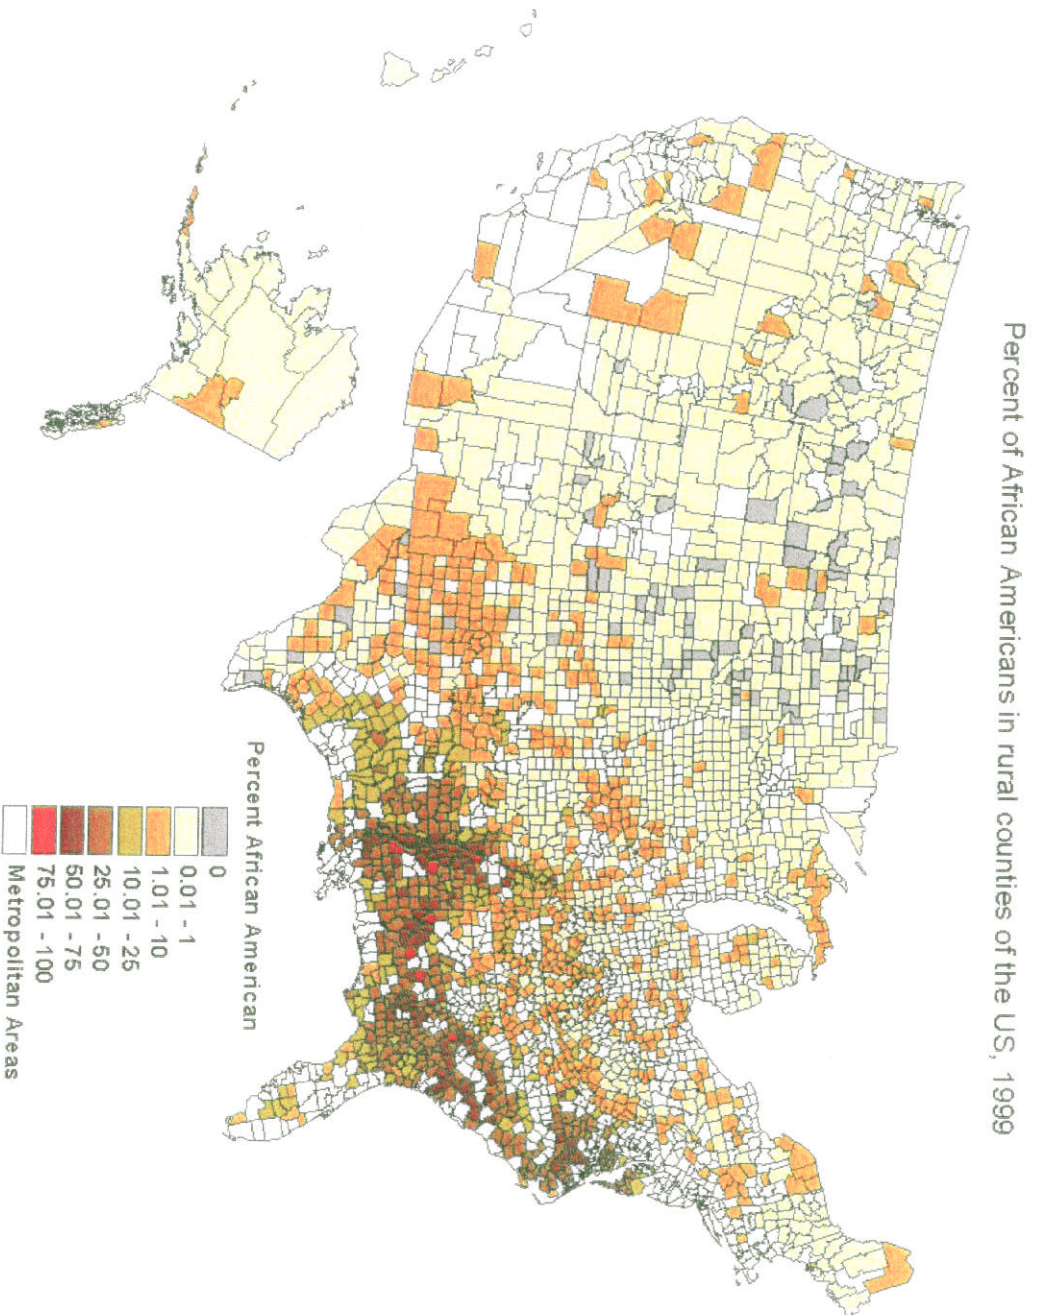 Percent of African Americans in rural counties of the US, 1999
Percent African American
0
0.01 - 1
1.01 - 10
10.01 - 25
25.01 - 50
50.01 - 75
75.01 - 100
Metropolitan Areas